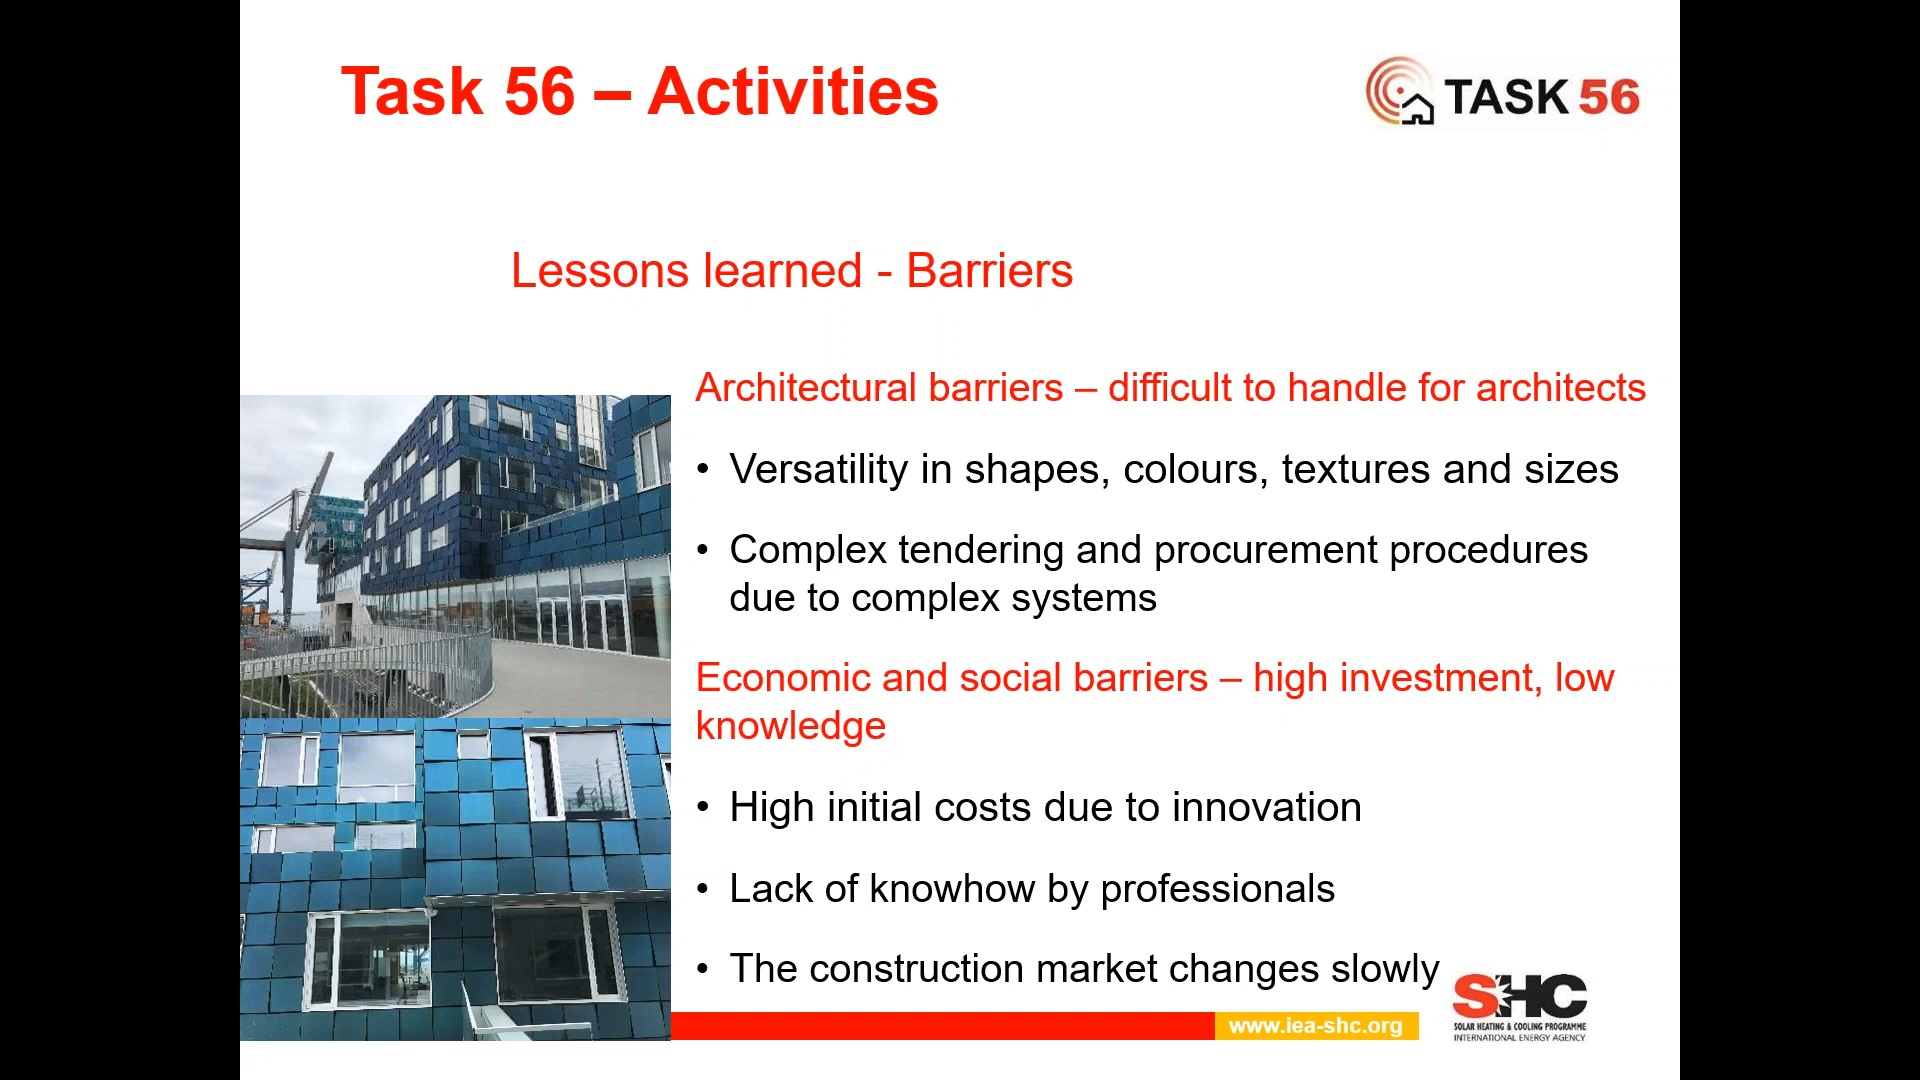 Task 56 – Activities
TASK 56
Lessons learned - Barriers
Architectural barriers – difficult to handle for architects
• Versatility in shapes, colours, textures and sizes
• Complex tendering and procurement procedures
due to complex systems
Economic and social barriers – high investment, low
knowledge
• High initial costs due to innovation
• Lack of knowhow by professionals
• The construction market changes slowly
SHC
SOLAR HEATING & COOLING PROGRAMME
INTERNATIONAL ENERGY AGENCY
www.iea-shc.org